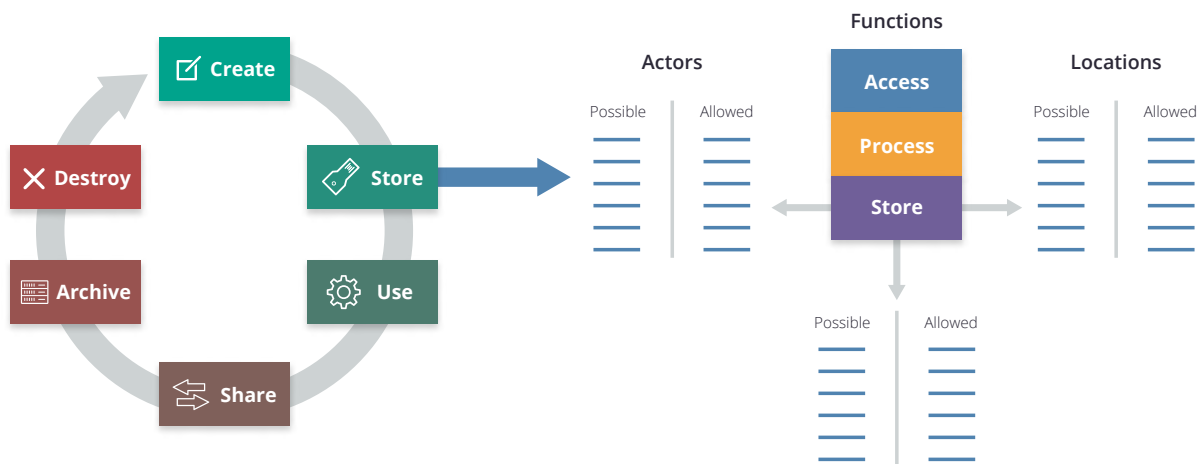 Create
Store
Use
Share
Archive
Destroy
Actors
Possible
Allowed
Functions
Access
Process
Store
Possible
Allowed
Locations
Possible
Allowed